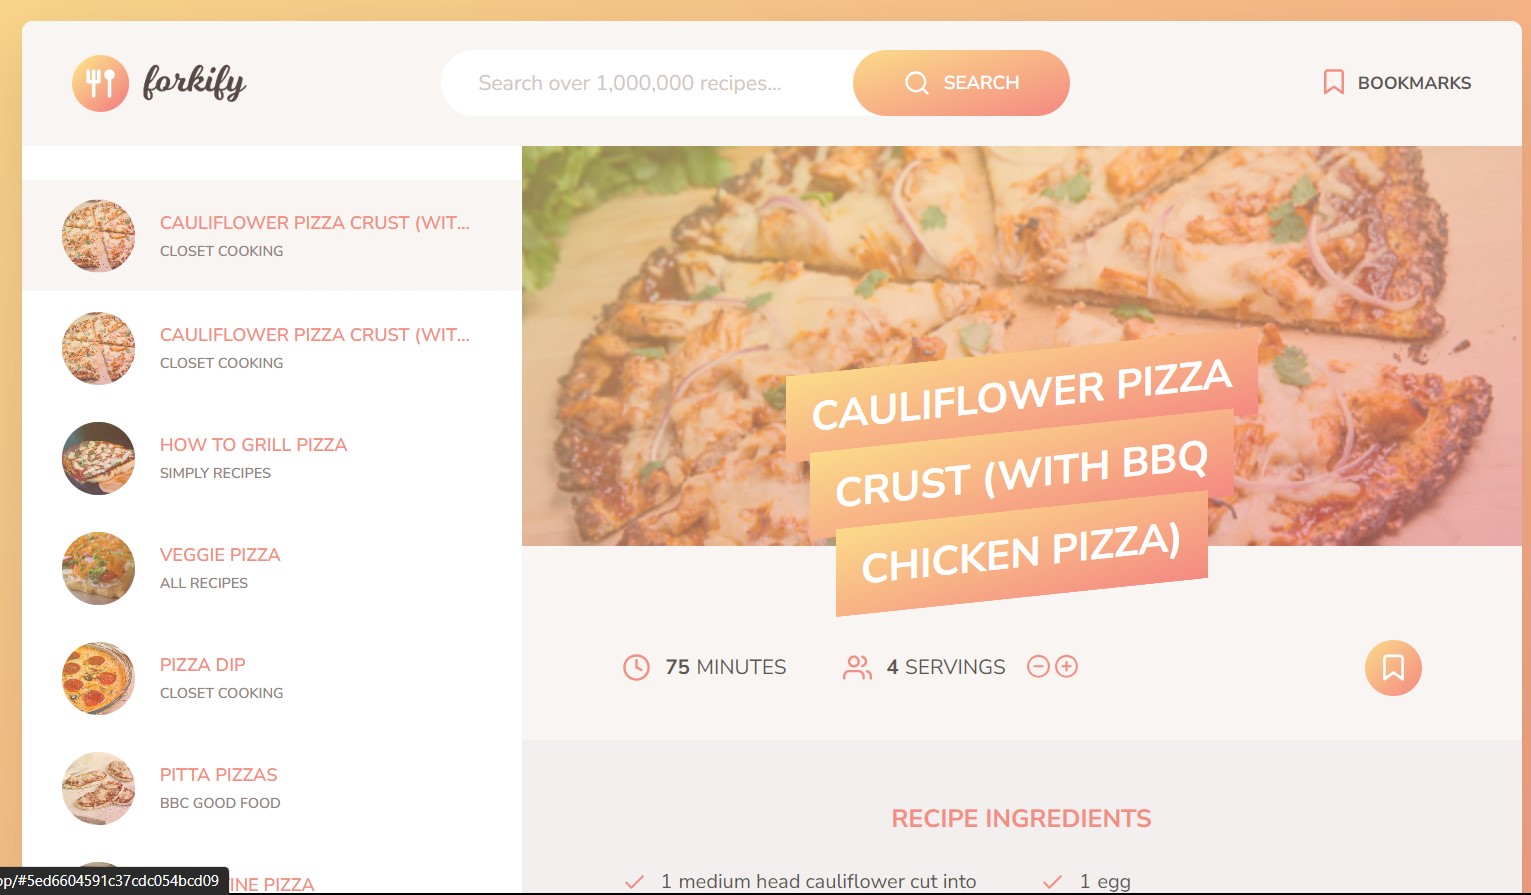 forkify
Search over 1,000,000 recipes...
SEARCH
BOOKMARKS
CAULIFLOWER PIZZA CRUST (WIT...
CLOSET COOKING
CAULIFLOWER PIZZA CRUST (WIT...
CLOSET COOKING
HOW TO GRILL PIZZA
SIMPLY RECIPES
VEGGIE PIZZA
ALL RECIPES
PIZZA DIP
CLOSET COOKING
PITTA PIZZAS
BBC GOOD FOOD
INE PIZZA
pp/#5ed6604591c37cdc054bcd09
CAULIFLOWER PIZZA
CRUST (WITH BBQ
CHICKEN PIZZA)
75 MINUTES
4 SERVINGS
RECIPE INGREDIENTS
1 medium head cauliflower cut into
1 egg